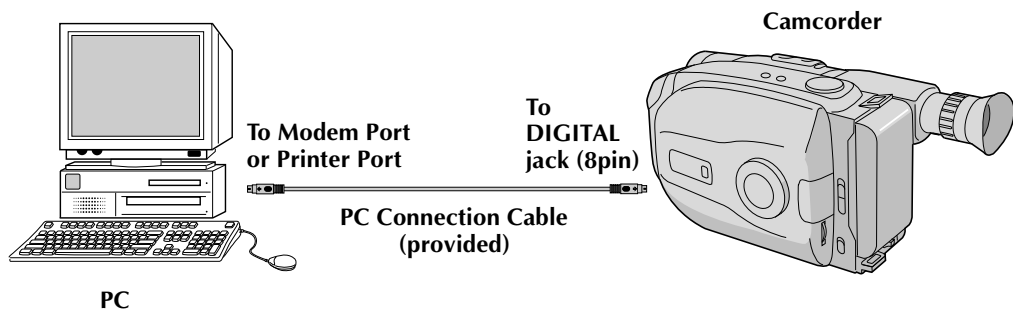 Camcorder
To Modem Port
or Printer Port
To
DIGITAL
jack (8pin)
PC Connection Cable
(provided)
PC